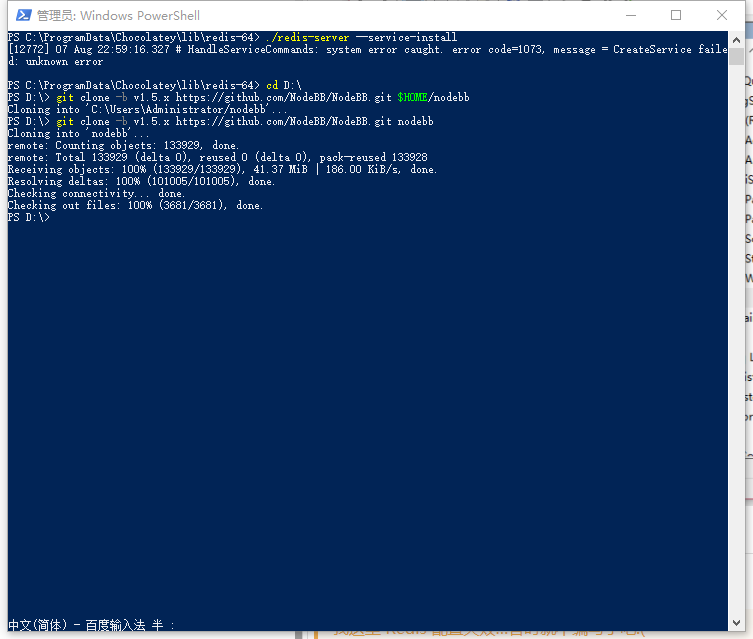 管理员: Windows PowerShell
PS C:\ProgramData\Chocolatey\lib\redis-64> ./redis-server --service-install
[12772] 07 Aug 22:59:16.327 # HandleServiceCommands: system error caught. error code=1073, message = CreateService faile
d: unknown error
PS C:\ProgramData\Chocolatey\lib\redis-64> cd D:\
PS D:\> git clone -b v1.5.x https://github.com/NodeBB/NodeBB.git $HOME/nodebb
Cloning into 'C:\Users\Administrator/nodebb'...
PS D:\> git clone -b v1.5.x https://github.com/NodeBB/NodeBB.git nodebb
Cloning into 'nodebb'...
remote: Counting objects: 133929, done.
remote: Total 133929 (delta 0), reused 0 (delta 0), pack-reused 133928
Receiving objects: 100% (133929/133929), 41.37 MiB | 186.00 KiB/s, done.
Resolving deltas: 100% (101005/101005), done.
Checking connectivity... done.
Checking out files: 100% (3681/3681), done.
PS D:\>
中文(简体) - 百度输入法 半 :